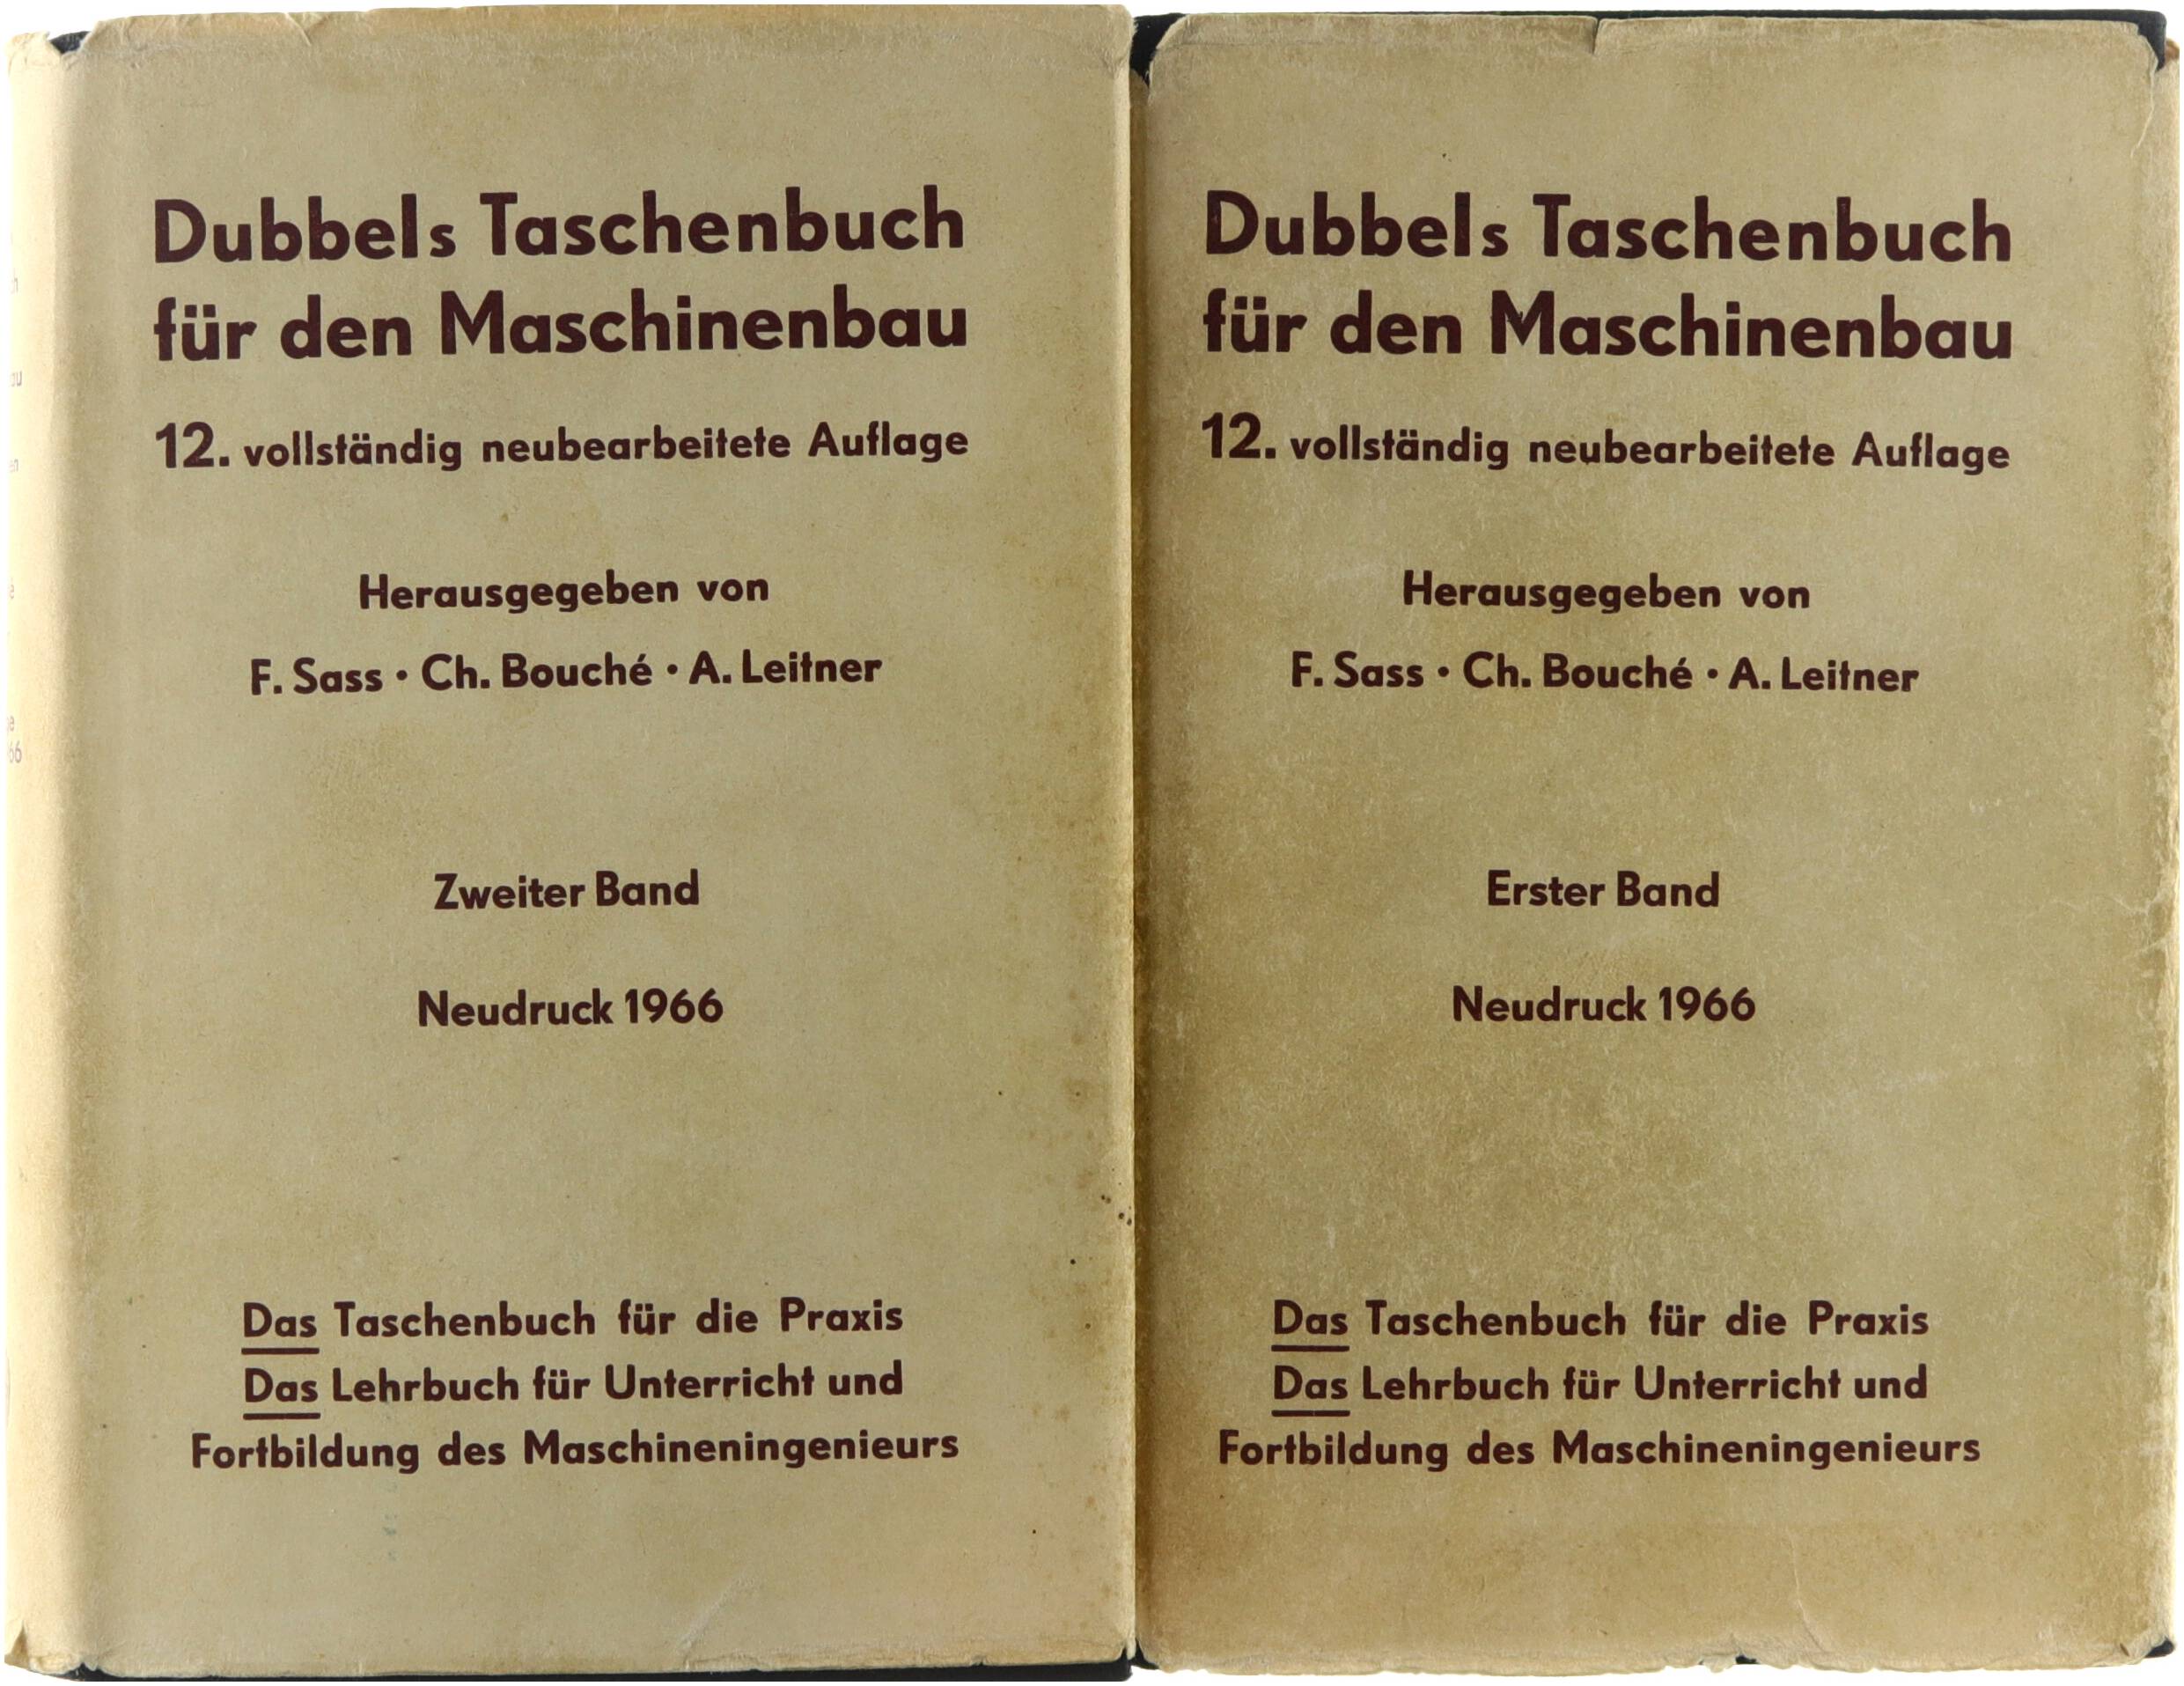 Dubbels Taschenbuch
für den Maschinenbau
12. vollständig neubearbeitete Auflage
Herausgegeben von
F. Sass • Ch. Bouché • A. Leitner
Zweiter Band
Neudruck 1966
Das Taschenbuch für die Praxis
Das Lehrbuch für Unterricht und
Fortbildung des Maschineningenieurs
Dubbels Taschenbuch
für den Maschinenbau
12. vollständig neubearbeitete Auflage
Herausgegeben von
F. Sass • Ch. Bouché • A. Leitner
Erster Band
Neudruck 1966
Das Taschenbuch für die Praxis
Das Lehrbuch für Unterricht und
Fortbildung des Maschineningenieurs